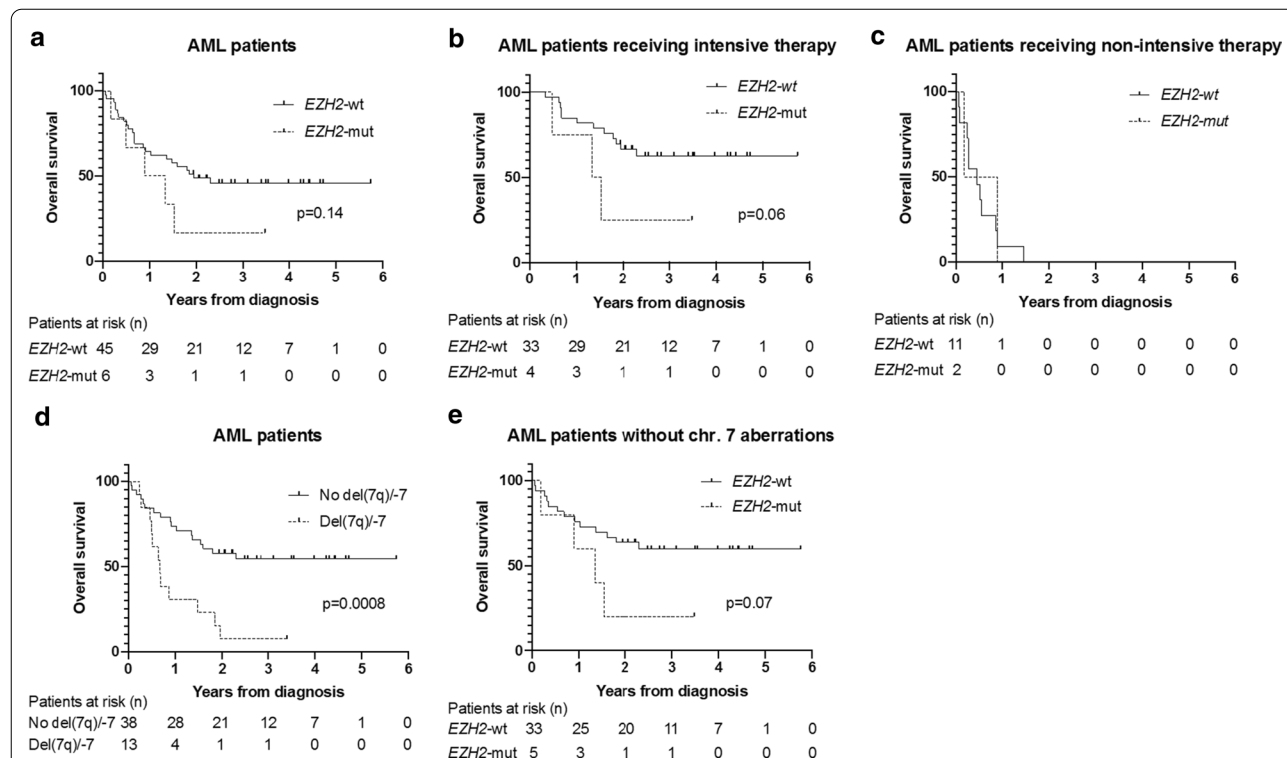 a
AML patients
EZH2-wt
EZH2-mut
100
50
0
Overall survival
p=0.14
0 1 2 3 4 5 6
Years from diagnosis
Patients at risk (n)
EZH2-wt 45 29 21 12 7 1 0
EZH2-mut 6 3 1 1 0 0 0
b
AML patients receiving intensive therapy
EZH2-wt
EZH2-mut
100
50
0
Overall survival
p=0.06
0 1 2 3 4 5 6
Years from diagnosis
Patients at risk (n)
EZH2-wt 33 29 21 12 7 1 0
EZH2-mut 4 3 1 1 0 0 0
c
AML patients receiving non-intensive therapy
EZH2-wt
EZH2-mut
100
50
0
Overall survival
0 1 2 3 4 5 6
Years from diagnosis
Patients at risk (n)
EZH2-wt 11 1 0 0 0 0 0
EZH2-mut 2 0 0 0 0 0 0
d
AML patients
No del(7q)/-7
Del(7q)/-7
100
50
0
Overall survival
p=0.0008
0 1 2 3 4 5 6
Years from diagnosis
Patients at risk (n)
No del(7q)/-7 38 28 21 12 7 1 0
Del(7q)/-7 13 4 1 1 0 0 0
e
AML patients without chr. 7 aberrations
EZH2-wt
EZH2-mut
100
50
0
Overall survival
p=0.07
0 1 2 3 4 5 6
Years from diagnosis
Patients at risk (n)
EZH2-wt 33 25 20 11 7 1 0
EZH2-mut 5 3 1 1 0 0 0